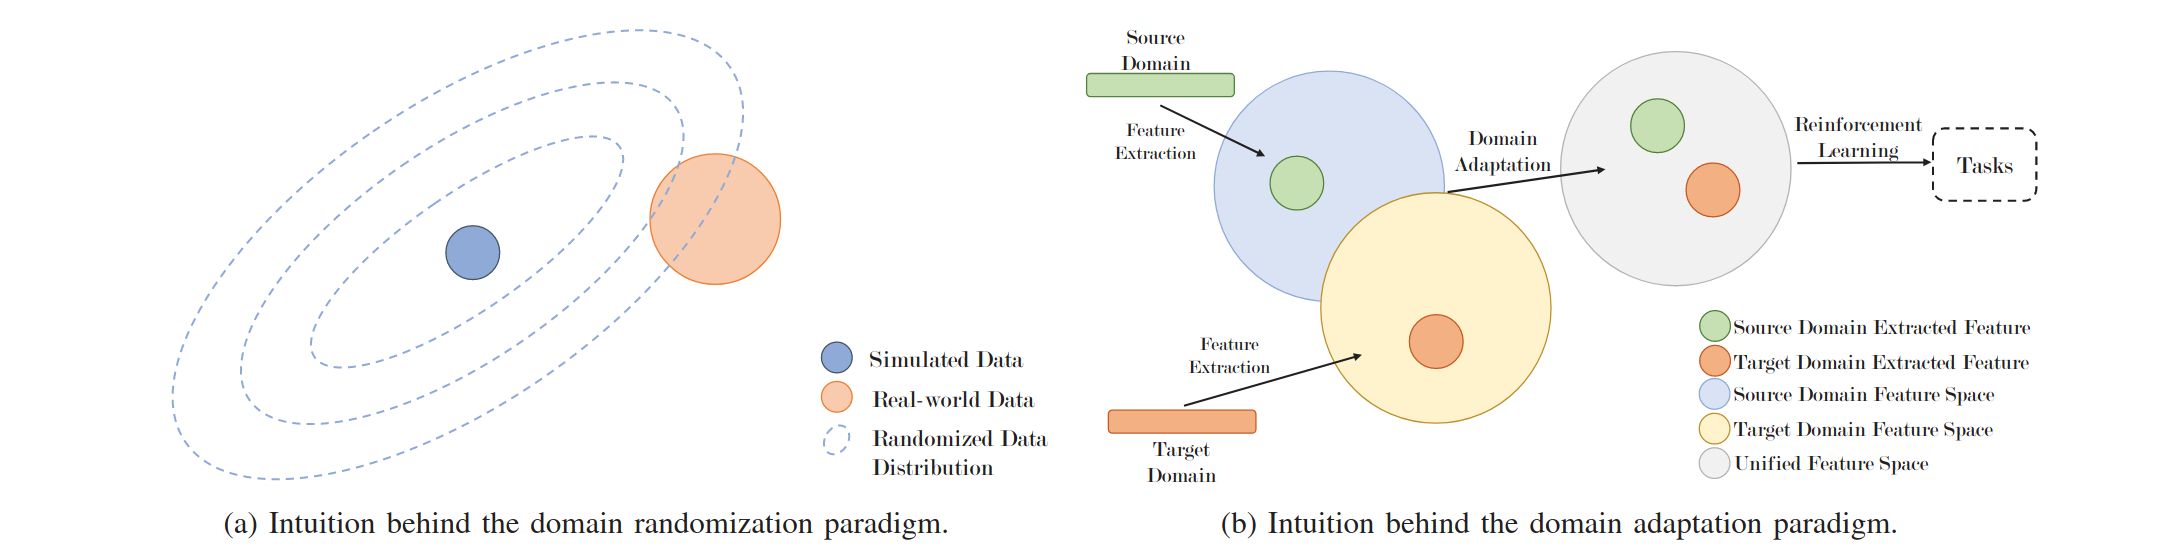 Simulated Data
Real-world Data
Randomized Data
Distribution
(a) Intuition behind the domain randomization paradigm.
Source
Domain
Feature
Extraction
Domain
Adaptation
Reinforcement
Learning
Tasks
Feature
Extraction
Target
Domain
Source Domain Extracted Feature
Target Domain Extracted Feature
Source Domain Feature Space
Target Domain Feature Space
Unified Feature Space
(b) Intuition behind the domain adaptation paradigm.